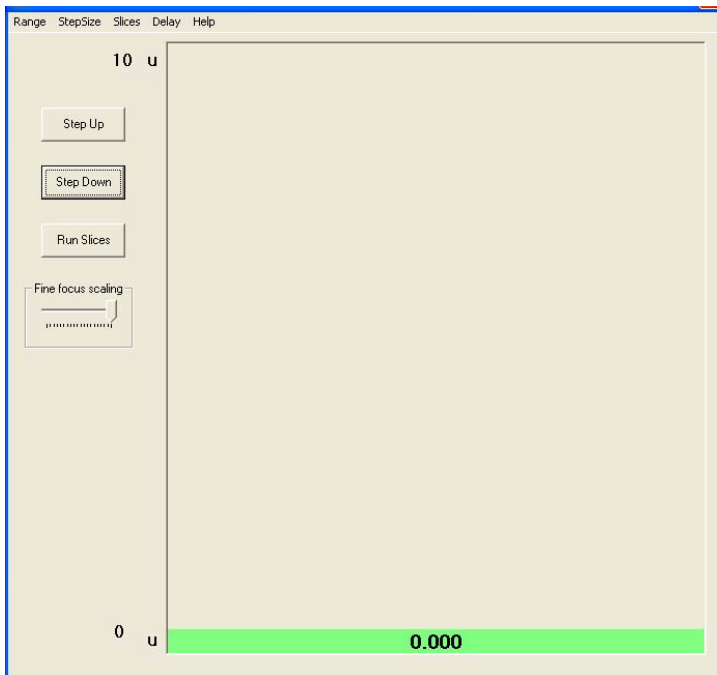 Range StepSize Slices Delay Help
10 u
Step Up
Step Down
Run Slices
Fine focus scaling
0 u
0.000